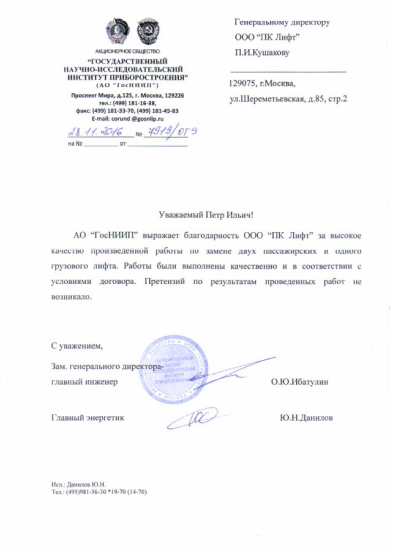 АКЦИОНЕРНОЕ ОБЩЕСТВО
"ГОСУДАРСТВЕННЫЙ
НАУЧНО-ИССЛЕДОВАТЕЛЬСКИЙ
ИНСТИТУТ ПРИБОРОСТРОЕНИЯ"
(АО "ГосНИИП")
Проспект Мира, д.125, г. Москва, 129226
тел.: (499) 181-16-38,
факс: (499) 181-33-70, (499) 181-45-83
E-mail: corund @gosniip.ru
28.11.2016 № 7919/ОГЭ
на № от
Генеральному директору
ООО "ПК Лифт"
П.И.Кушакову
129075, г.Москва,
ул.Шереметьевская, д.85, стр.2
Уважаемый Петр Ильич!
АО "ГосНИИП" выражает благодарность ООО "ПК Лифт" за высокое
качество произведенной работы по замене двух пассажирских и одного
грузового лифта. Работы были выполнены качественно и в соответствии с
условиями договора. Претензий по результатам проведенных работ не
возникало.
С уважением,
Зам. генерального директора-
главный инженер О.Ю.Ибатулин
Главный энергетик Ю.Н.Данилов
Исп.: Данилов Ю.Н.
Тел.: (495)981-56-30 *19-70 (14-70)